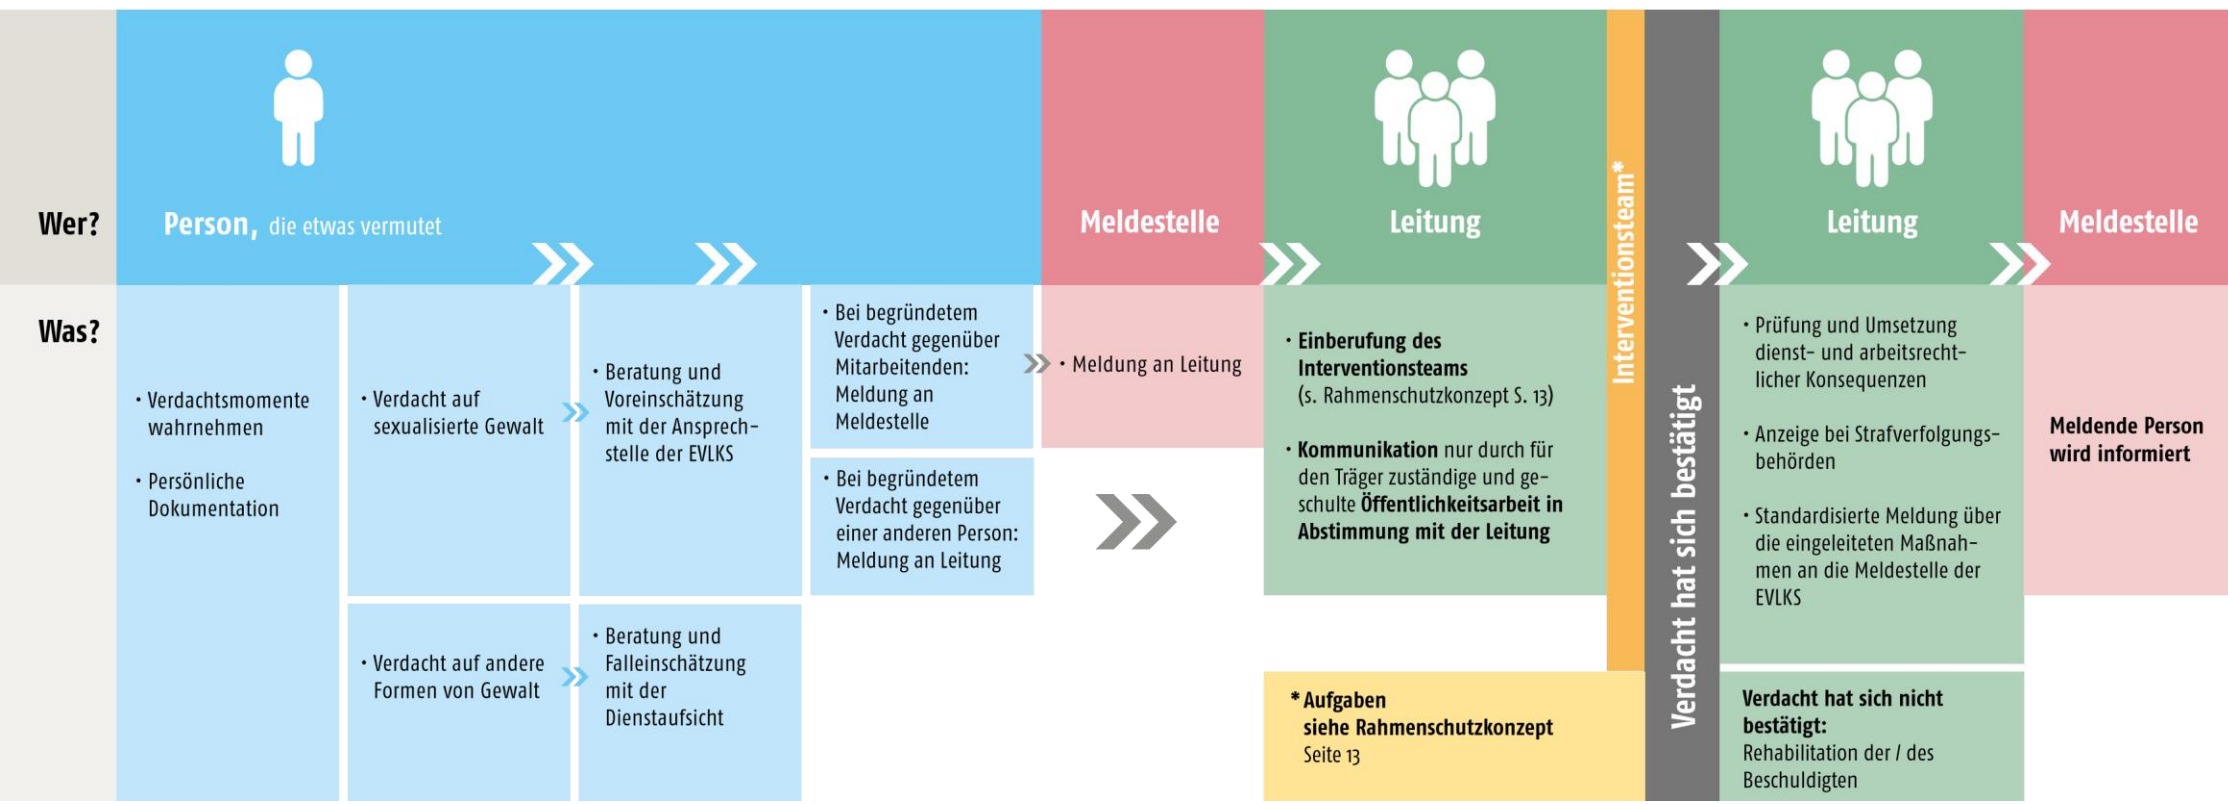 Wer?
Person, die etwas vermutet
Meldestelle
Leitung
Interventionsteam*
Verdacht hat sich bestätigt
Leitung
Meldestelle
Was?
· Verdachtsmomente
wahrnehmen
· Persönliche
Dokumentation
· Verdacht auf
sexualisierte Gewalt
· Verdacht auf andere
Formen von Gewalt
· Beratung und
Voreinschätzung
mit der Ansprech-
stelle der EVLKS
· Beratung und
Falleinschätzung
mit der
Dienstaufsicht
· Bei begründetem
Verdacht gegenüber
Mitarbeitenden:
Meldung an
Meldestelle
· Bei begründetem
Verdacht gegenüber
einer anderen Person:
Meldung an Leitung
· Meldung an Leitung
· Einberufung des
Interventionsteams
(s. Rahmenschutzkonzept S. 13)
· Kommunikation nur durch für
den Träger zuständige und ge-
schulte Öffentlichkeitsarbeit in
Abstimmung mit der Leitung
* Aufgaben
siehe Rahmenschutzkonzept
Seite 13
· Prüfung und Umsetzung
dienst- und arbeitsrecht-
licher Konsequenzen
· Anzeige bei Strafverfolgungs-
behörden
· Standardisierte Meldung über
die eingeleiteten Maßnah-
men an die Meldestelle der
EVLKS
Verdacht hat sich nicht
bestätigt:
Rehabilitation der / des
Beschuldigten
Meldende Person
wird informiert